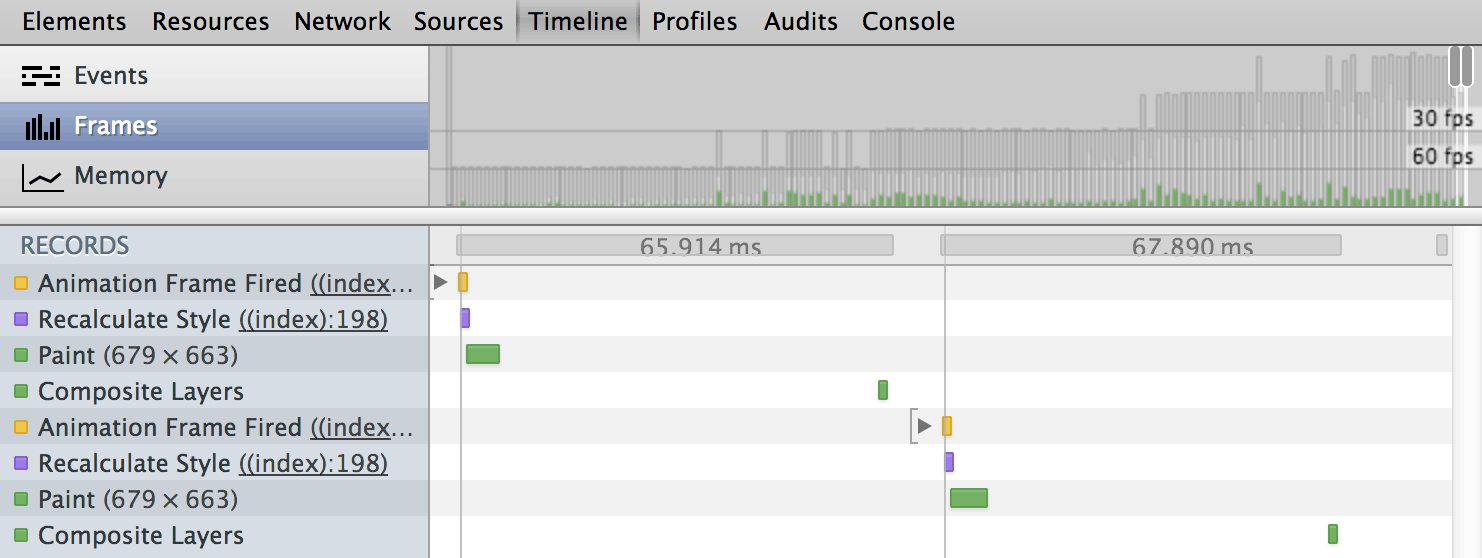 Elements Resources Network Sources Timeline Profiles Audits Console
Events
Frames
Memory
30 fps
60 fps
RECORDS
65.914 ms
67.890 ms
Animation Frame Fired ((index...
Recalculate Style ((index):198)
Paint (679 × 663)
Composite Layers
Animation Frame Fired ((index...
Recalculate Style ((index):198)
Paint (679 × 663)
Composite Layers